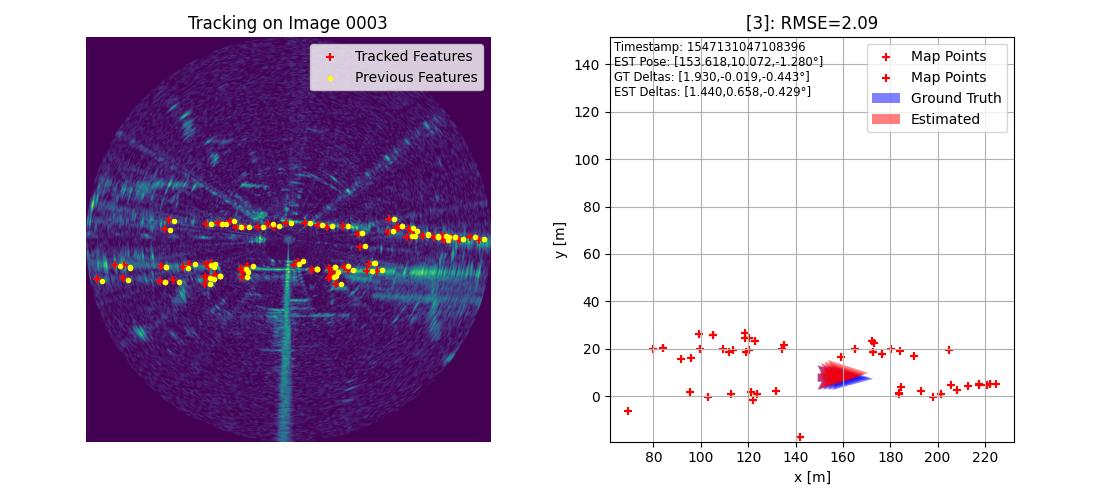 Tracking on Image 0003
Tracked Features
Previous Features
[3]: RMSE=2.09
Timestamp: 1547131047108396
EST Pose: [153.618,10.072,-1.280°]
GT Deltas: [1.930,-0.019,-0.443°]
EST Deltas: [1.440,0.658,-0.429°]
Map Points
Map Points
Ground Truth
Estimated
140
120
100
80
60
40
20
0
y [m]
80 100 120 140 160 180 200 220
x [m]